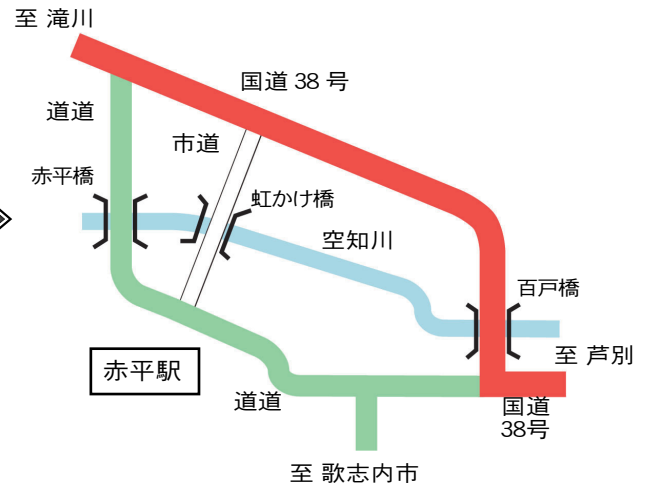 至 滝川
国道 38 号
道道
市道
赤平橋
虹かけ橋
空知川
百戸橋
至 芦別
赤平駅
道道
国道
38号
至 歌志内市